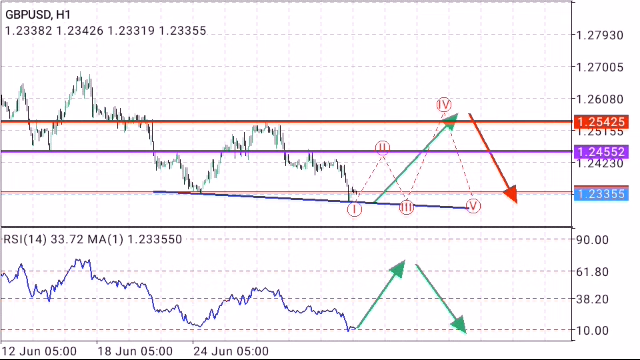 GBPUSD, H1
1.23382 1.23426 1.23319 1.23355
1.27930
1.27005
1.26080
1.25425
1.25155
1.24552
1.24230
1.23355
IV
II
I
III
V
RSI(14) 33.72 MA(1) 1.233550
90.00
61.80
38.20
10.00
12 Jun 05:00 18 Jun 05:00 24 Jun 05:00